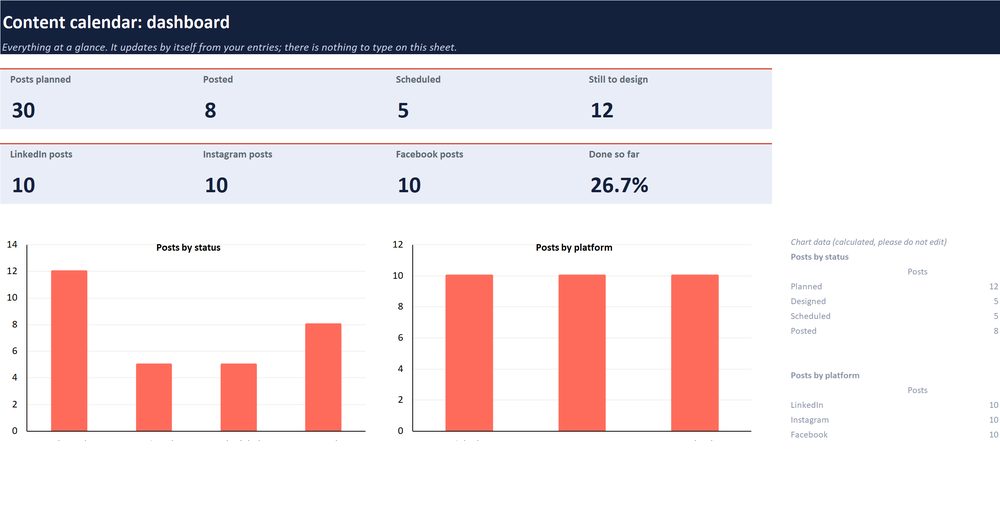 Content calendar: dashboard
Everything at a glance. It updates by itself from your entries; there is nothing to type on this sheet.
Posts planned
Posted
Scheduled
Still to design
30
8
5
12
LinkedIn posts
Instagram posts
Facebook posts
Done so far
10
10
10
26.7%
Posts by status
14
12
10
8
6
4
2
0
Posts by platform
12
10
8
6
4
2
0
Chart data (calculated, please do not edit)
Posts by status
Posts
Planned 12
Designed 5
Scheduled 5
Posted 8
Posts by platform
Posts
LinkedIn 10
Instagram 10
Facebook 10